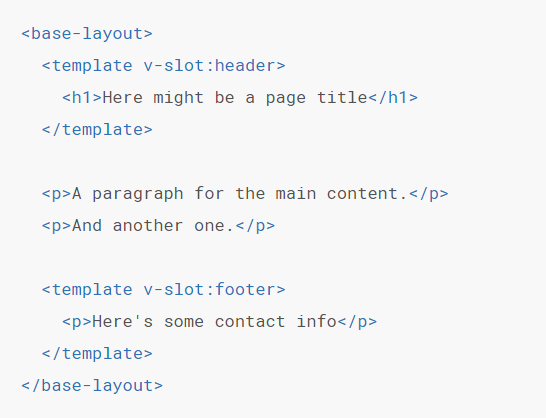 <base-layout>
  <template v-slot:header>
    <h1>Here might be a page title</h1>
  </template>

  <p>A paragraph for the main content.</p>
  <p>And another one.</p>

  <template v-slot:footer>
    <p>Here's some contact info</p>
  </template>
</base-layout>